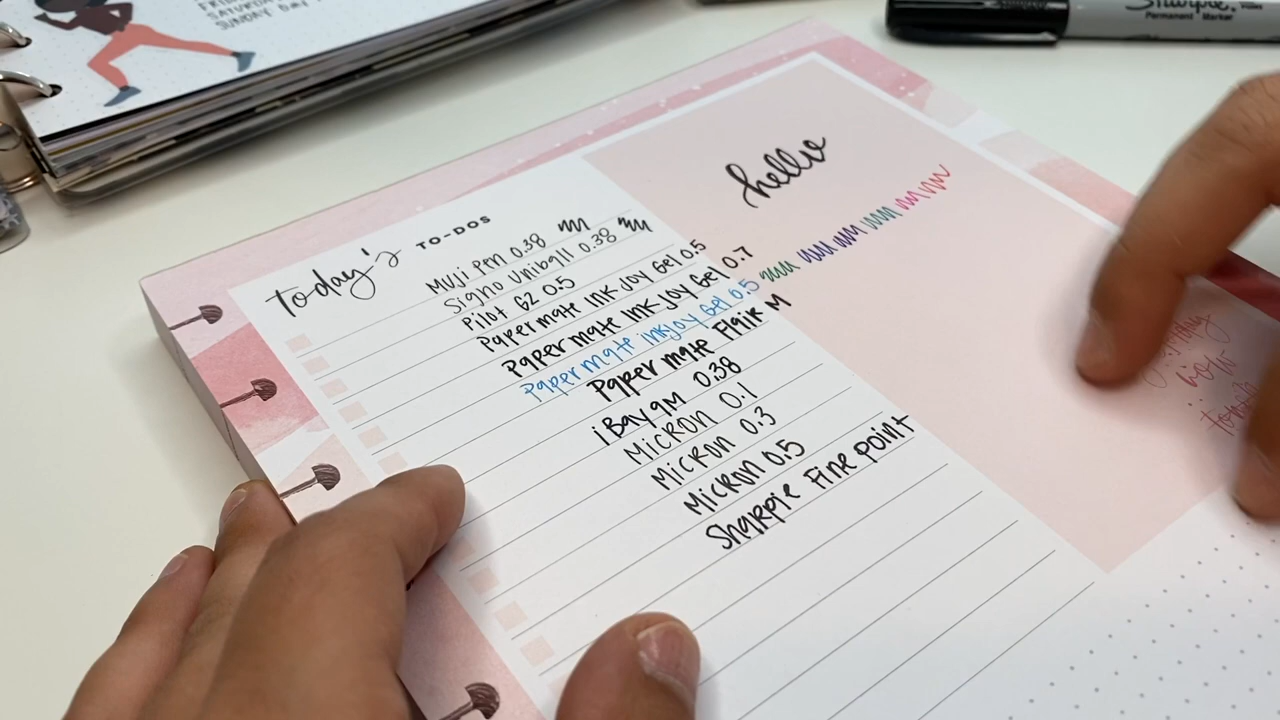 Sharpie
Permanent Marker
hello
today's TO-DOS
Muji Pen 0.38
Signo Uniball 0.38
Pilot G2 0.5
Papermate Ink Joy Gel 0.5
Papermate Ink Joy Gel 0.7
Papermate InkJoy Gel 0.5
Papermate Flair M
iBayam 0.38
Micron 0.1
Micron 0.3
Micron 0.5
Sharpie Fine point